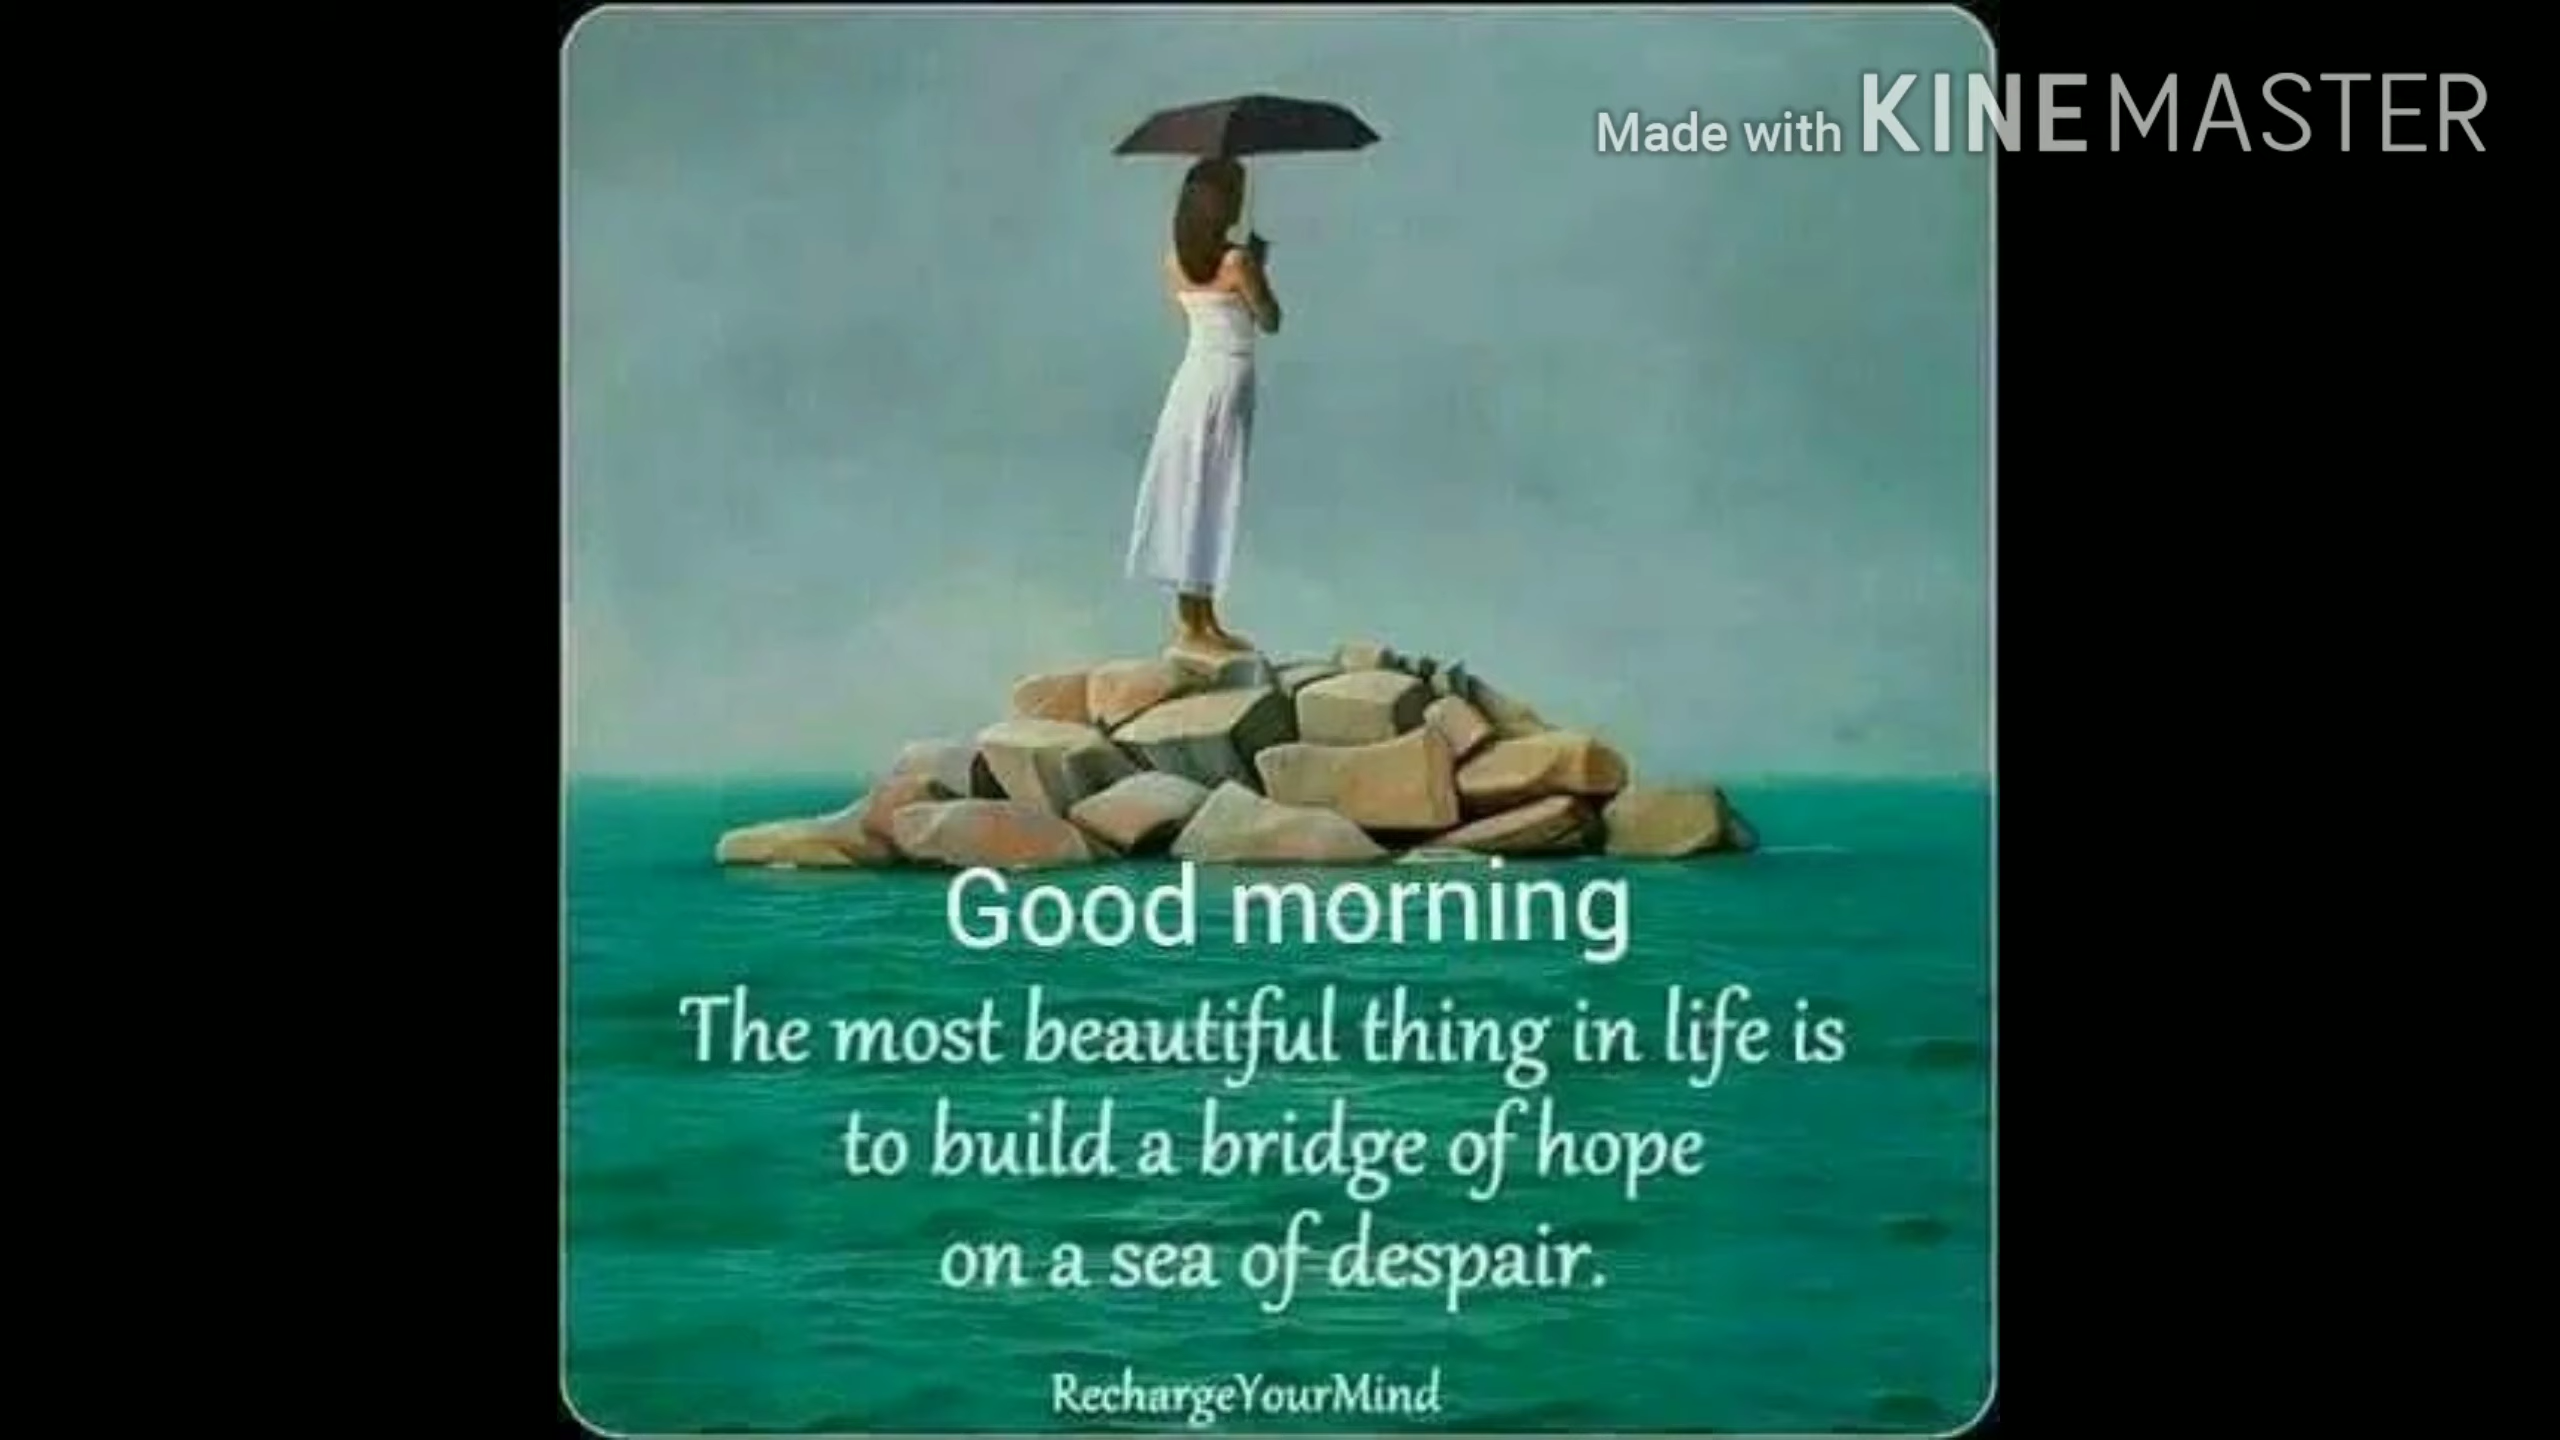 Made with KINEMASTER
Good morning
The most beautiful thing in life is
to build a bridge of hope
on a sea of despair.
RechargeYourMind